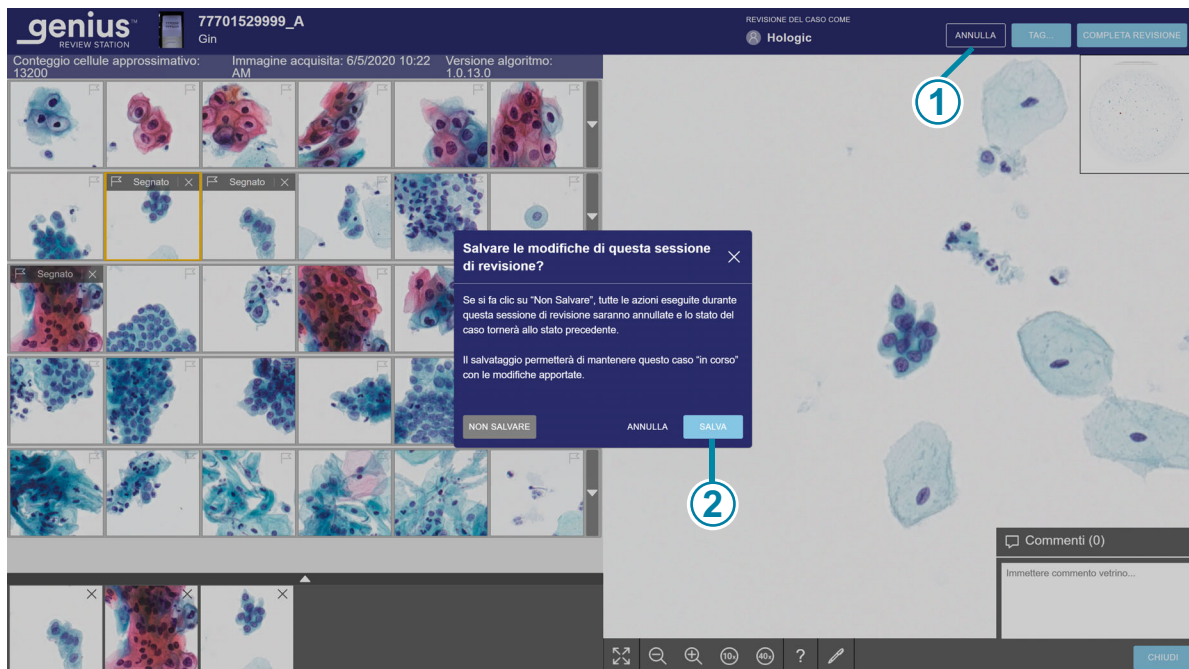 genius™
REVIEW STATION
77701529999_A
Gin
REVISIONE DEL CASO COME
Hologic
ANNULLA
TAG...
COMPLETA REVISIONE
Conteggio cellule approssimativo:
13200
Immagine acquisita: 6/5/2020 10:22
AM
Versione algoritmo:
1.0.13.0
1
Segnato
Segnato
Segnato
Salvare le modifiche di questa sessione
di revisione?
Se si fa clic su “Non Salvare”, tutte le azioni eseguite durante
questa sessione di revisione saranno annullate e lo stato del
caso tornerà allo stato precedente.
Il salvataggio permetterà di mantenere questo caso “in corso”
con le modifiche apportate.
NON SALVARE
ANNULLA
SALVA
2
Commenti (0)
Immettere commento vetrino...
10x
40x
?
CHIUDI